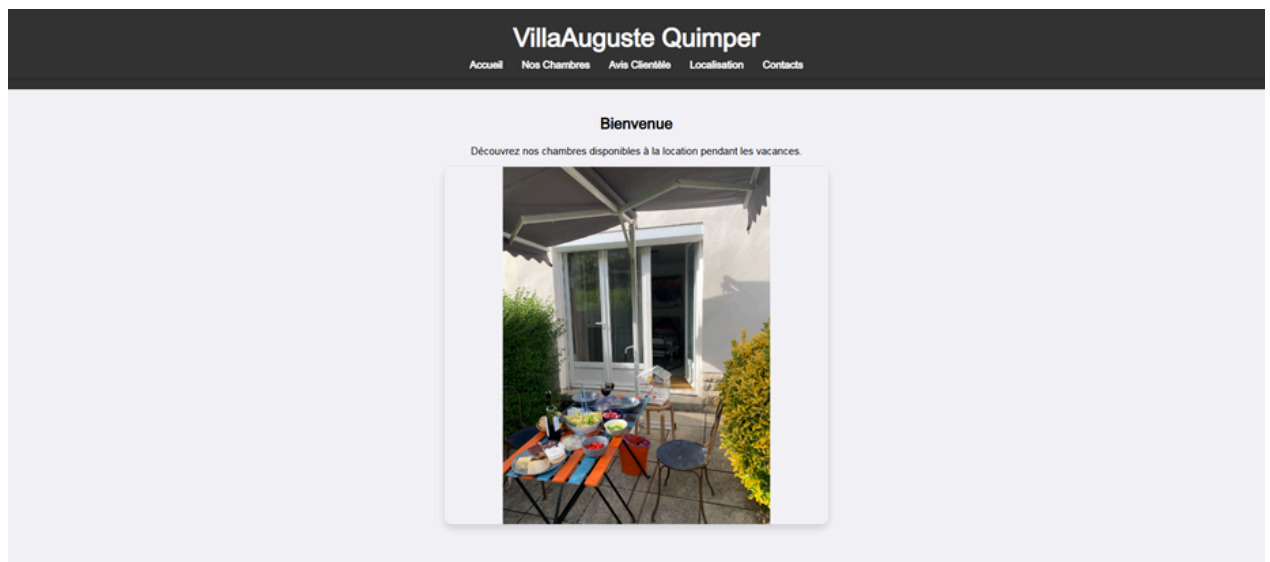 VillaAuguste Quimper
Accueil Nos Chambres Avis Clientèle Localisation Contacts
Bienvenue
Découvrez nos chambres disponibles à la location pendant les vacances.